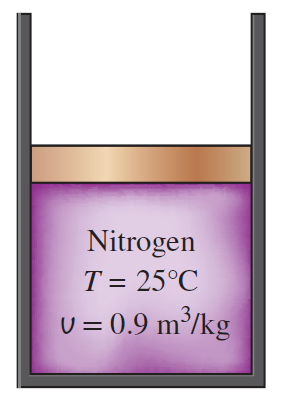 Nitrogen
T = 25°C
υ = 0.9 m³/kg